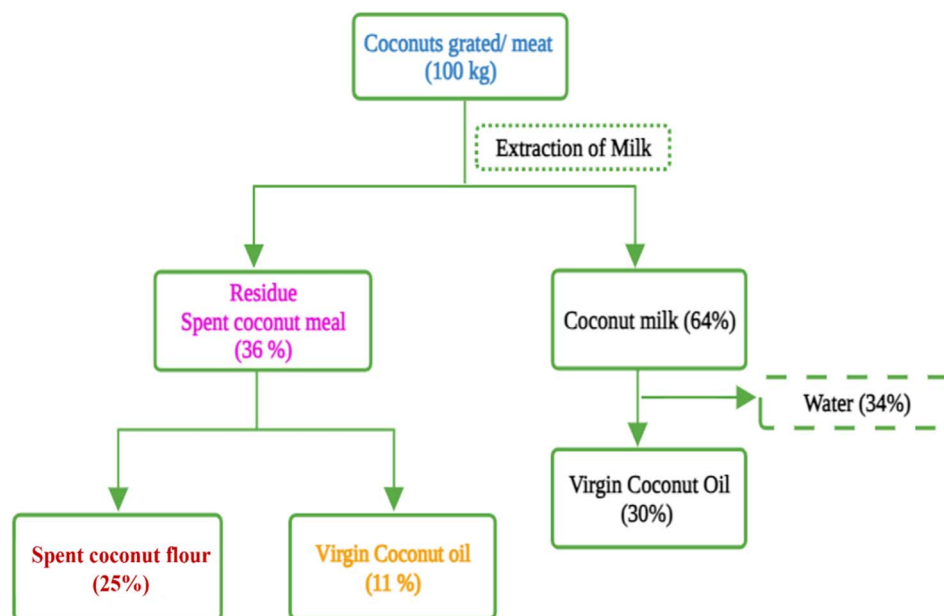 Coconuts grated/ meat
(100 kg)
Extraction of Milk
Residue
Spent coconut meal
(36 %)
Coconut milk (64%)
Water (34%)
Virgin Coconut Oil
(30%)
Spent coconut flour
(25%)
Virgin Coconut oil
(11 %)